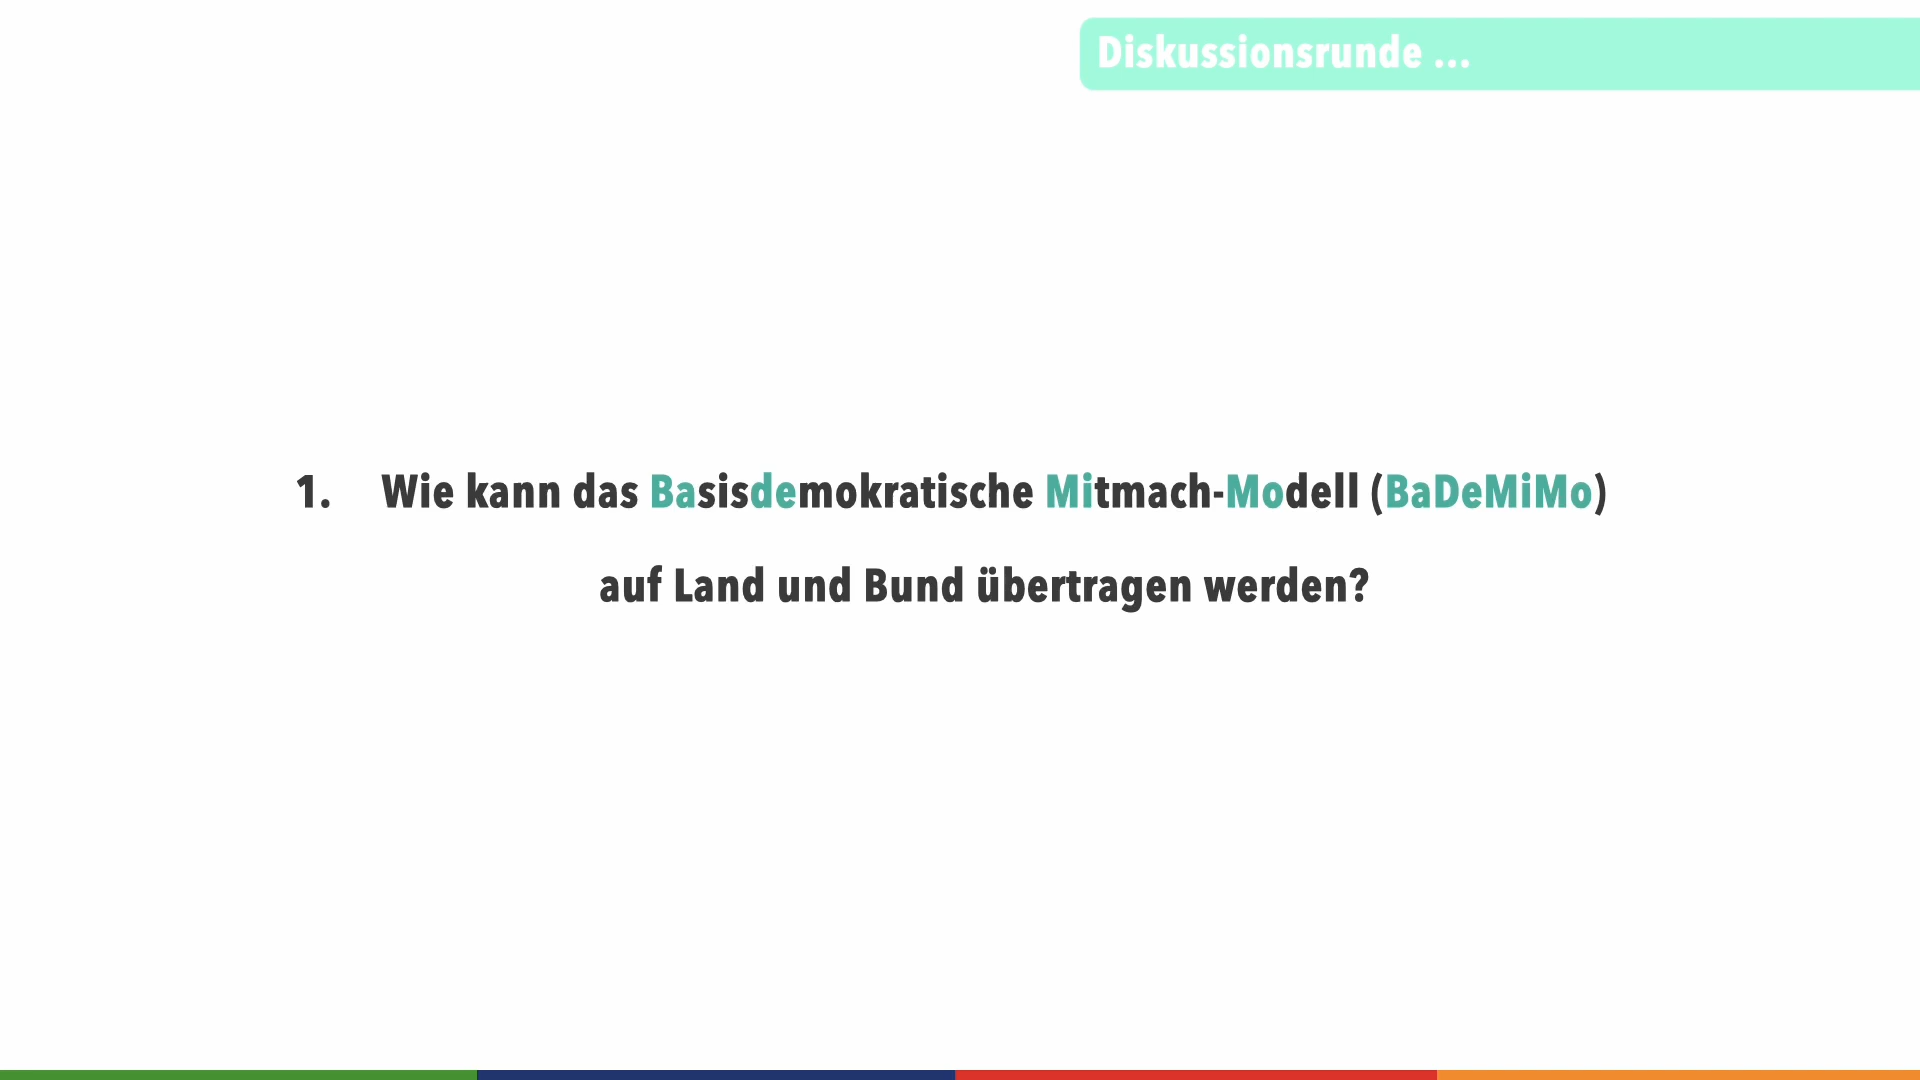 Diskussionsrunde ...
1. Wie kann das Basisdemokratische Mitmach-Modell (BaDeMiMo)
auf Land und Bund übertragen werden?